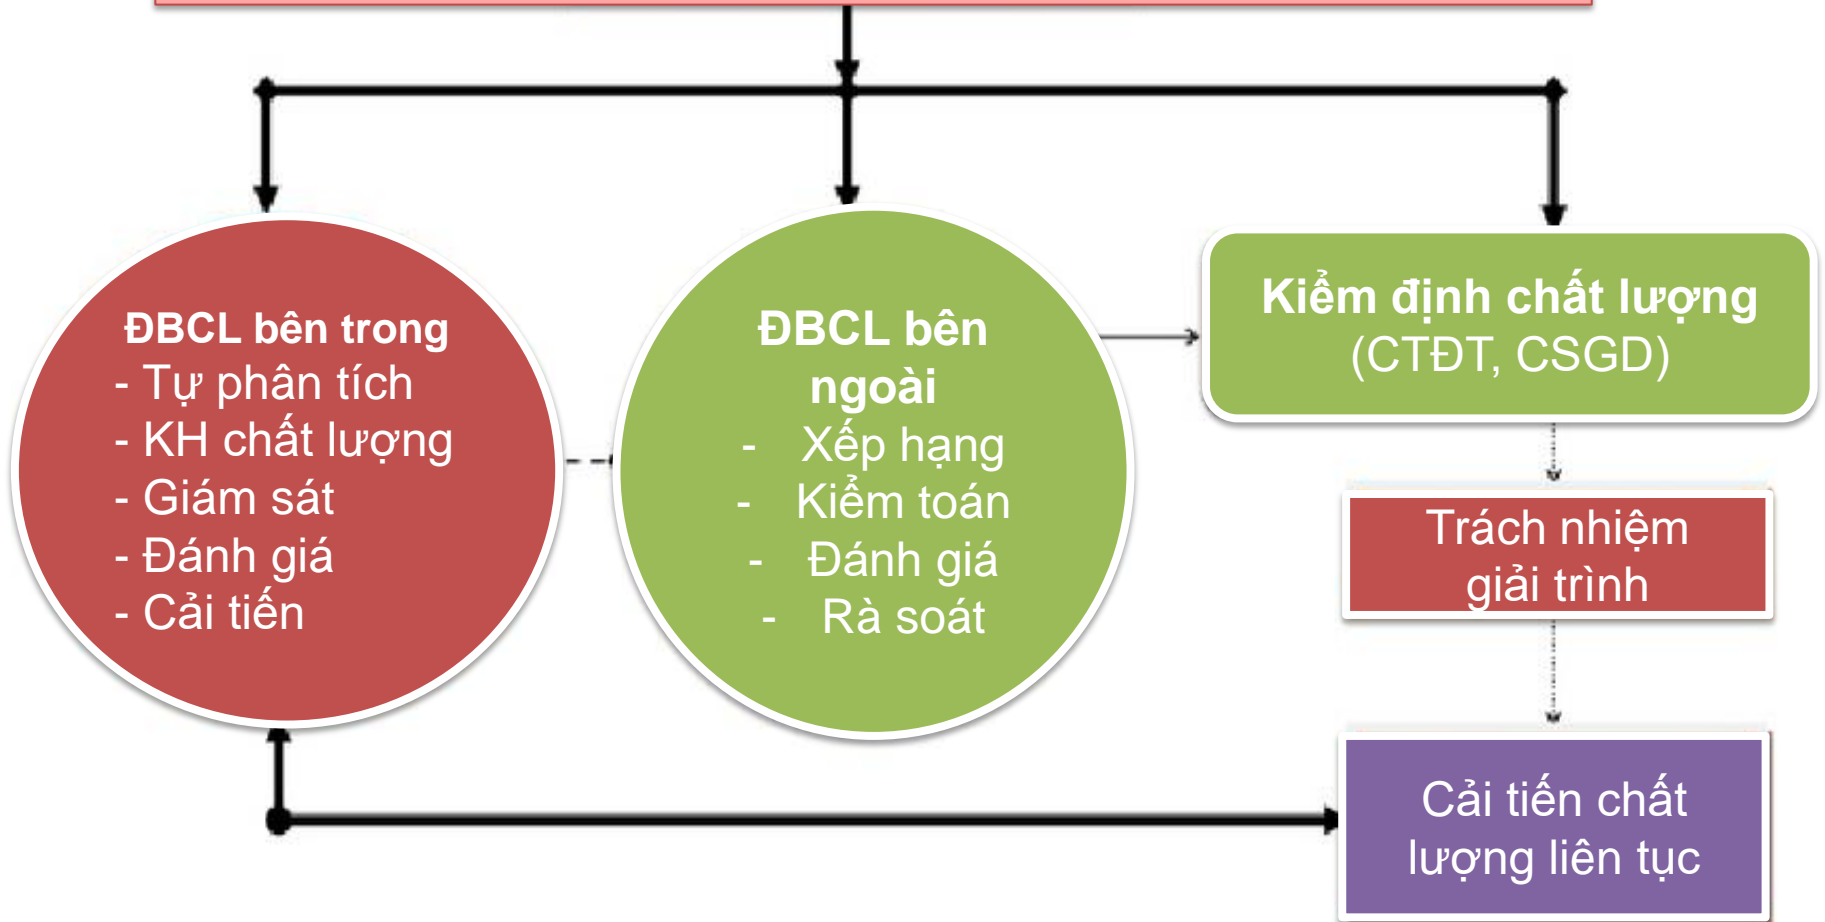 ĐBCL bên trong
- Tự phân tích
- KH chất lượng
- Giám sát
- Đánh giá
- Cải tiến
ĐBCL bên
ngoài
- Xếp hạng
- Kiểm toán
- Đánh giá
- Rà soát
Kiểm định chất lượng
(CTĐT, CSGD)
Trách nhiệm
giải trình
Cải tiến chất
lượng liên tục